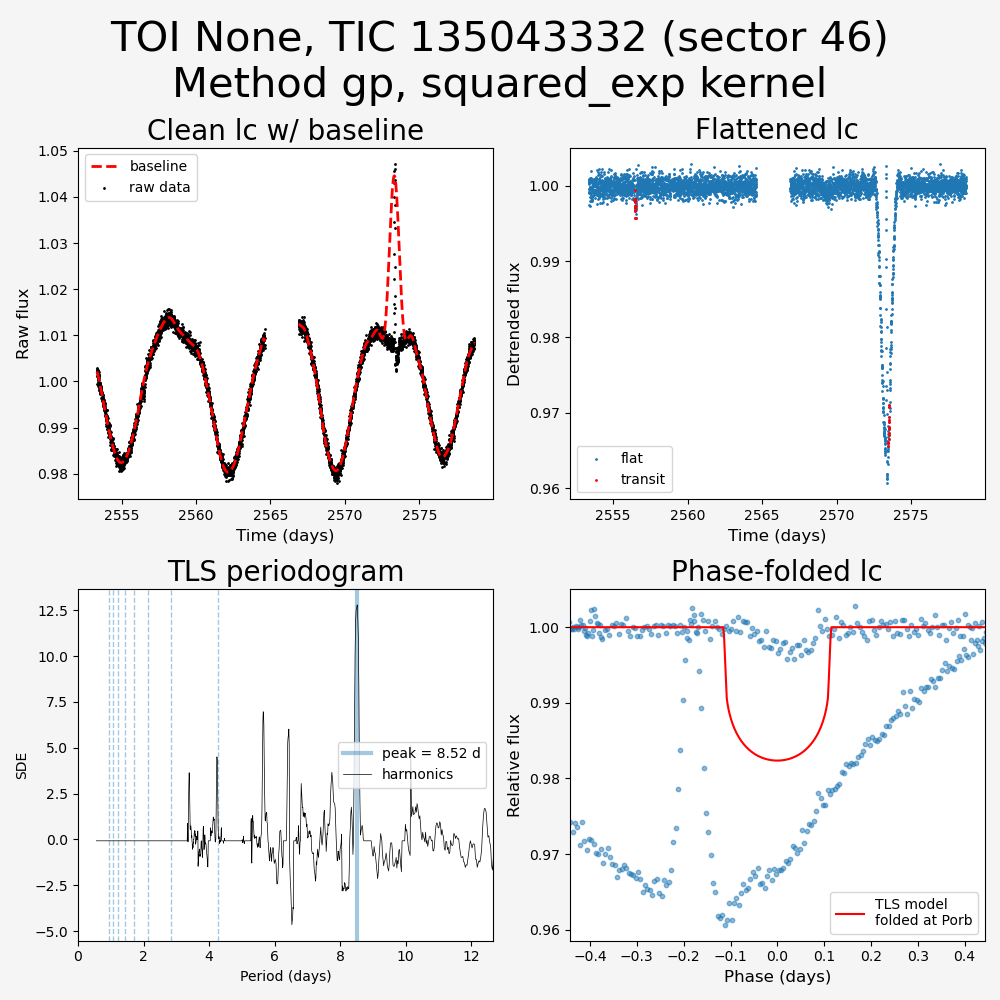 TOI None, TIC 135043332 (sector 46)
Method gp, squared_exp kernel
Clean lc w/ baseline
Flattened lc
1.05
1.04
1.03
1.02
1.01
1.00
0.99
0.98
Raw flux
baseline
raw data
2555
2560
2565
2570
2575
Time (days)
1.00
0.99
0.98
0.97
0.96
Detrended flux
flat
transit
2555
2560
2565
2570
2575
Time (days)
TLS periodogram
Phase-folded lc
12.5
10.0
7.5
5.0
2.5
0.0
−2.5
−5.0
SDE
peak = 8.52 d
harmonics
0
2
4
6
8
10
12
Period (days)
1.00
0.99
0.98
0.97
0.96
Relative flux
TLS model
folded at Porb
−0.4
−0.3
−0.2
−0.1
0.0
0.1
0.2
0.3
0.4
Phase (days)